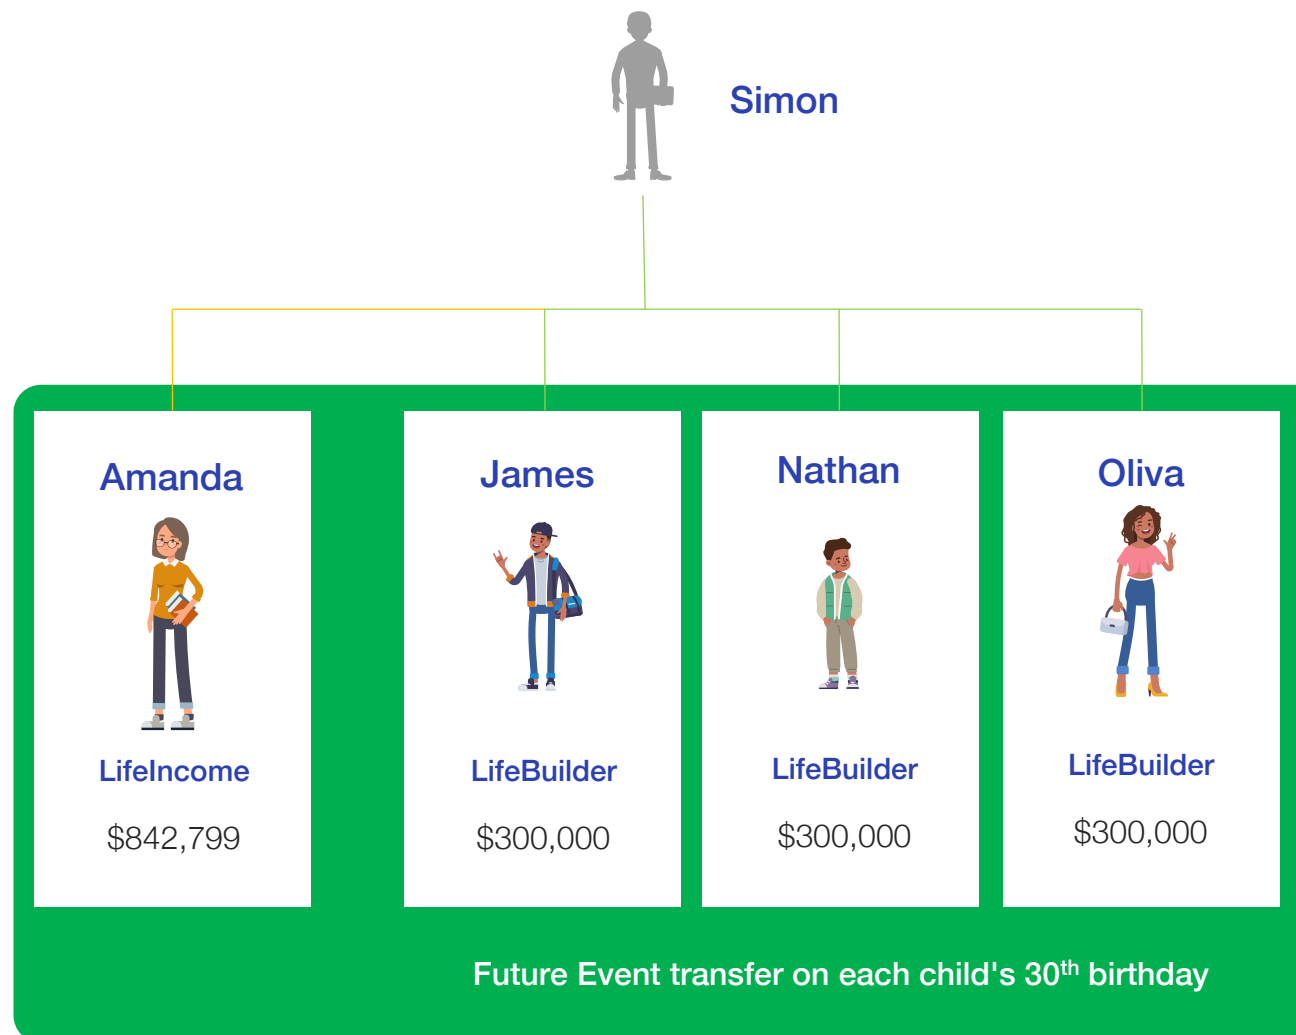 Simon
Amanda
LifeIncome
$842,799
James
LifeBuilder
$300,000
Nathan
LifeBuilder
$300,000
Oliva
LifeBuilder
$300,000
Future Event transfer on each child's 30th birthday